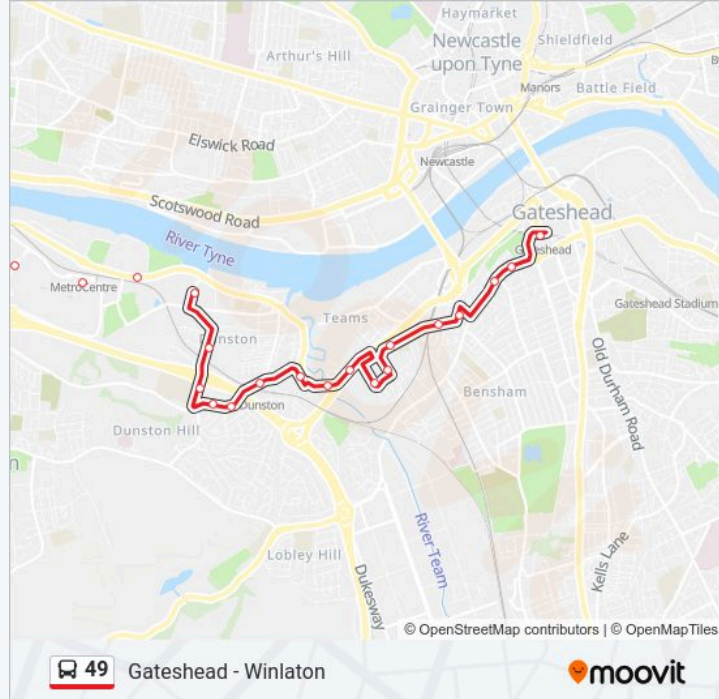 Haymarket
Newcastle
upon Tyne
Shieldfield
Arthur's Hill
Manors
Battle Field
Grainger Town
Elswick Road
Newcastle
Scotswood Road
Gateshead
River Tyne
Gateshead
MetroCentre
Gateshead Stadium
Teams
nston
Old Durham Road
Bensham
Dunston
Dunston Hill
River Team
Lobley Hill
Kells Lane
Dukesway
© OpenStreetMap contributors | © OpenMapTiles
49 Gateshead - Winlaton
moovit